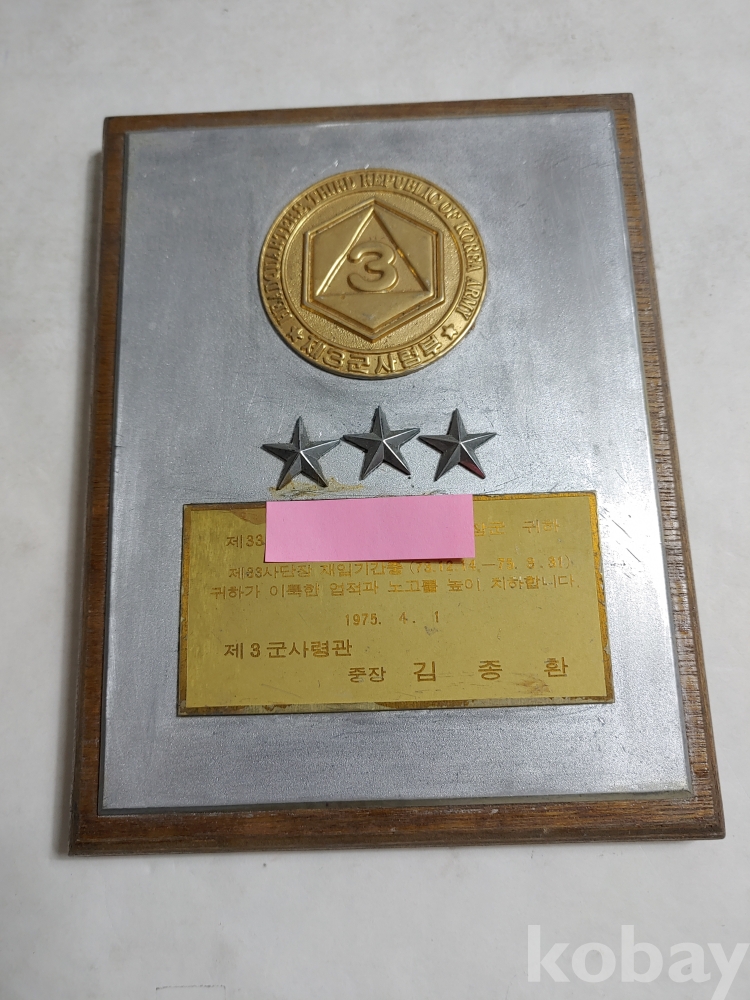 HEADQUARTERS THIRD REPUBLIC OF KOREA ARMY
3
제3군사령부
제33 귀하
제33사단장 재임기간중
귀하가 이룩한 업적과 노고를 높이 치하합니다.
1975. 4. 1
제3군사령관
중장 김종환
kobay